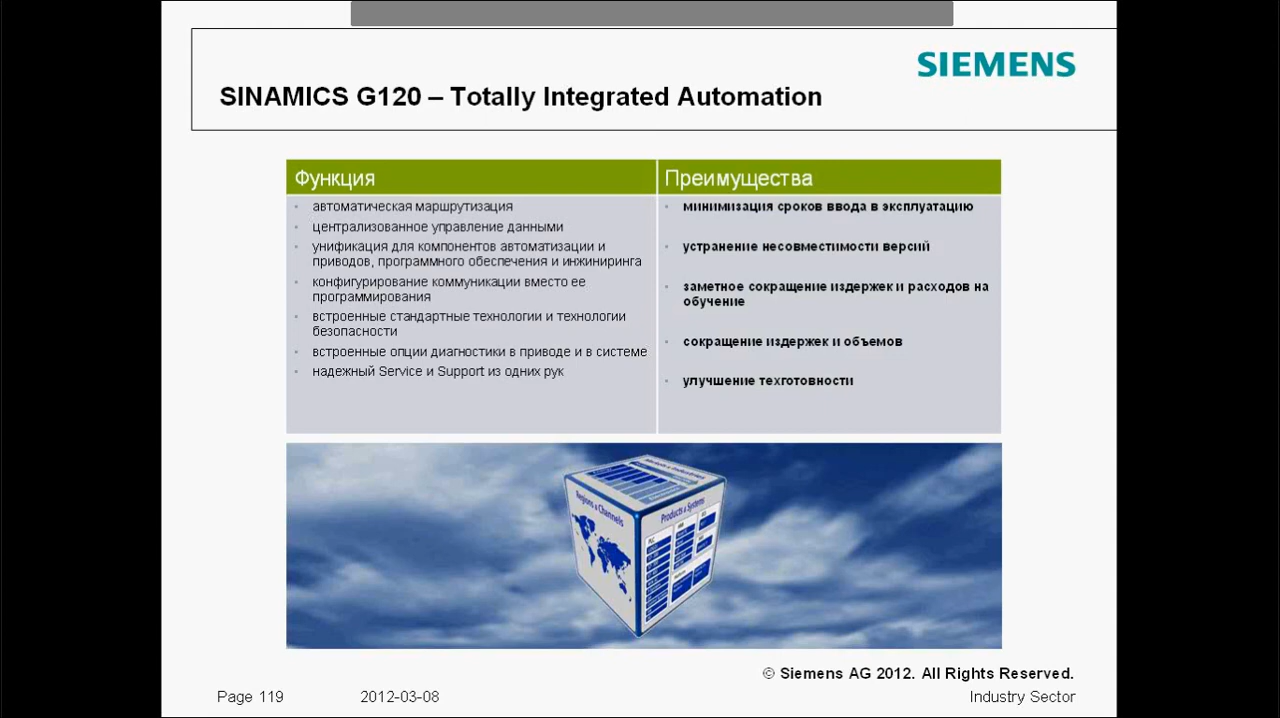 SIEMENS
SINAMICS G120 – Totally Integrated Automation
Функция
автоматическая маршрутизация
централизованное управление данными
унификация для компонентов автоматизации и
приводов, программного обеспечения и инжиниринга
конфигурирование коммуникации вместо ее
программирования
встроенные стандартные технологии и технологии
безопасности
встроенные опции диагностики в приводе и в системе
надежный Service и Support из одних рук
Преимущества
минимизация сроков ввода в эксплуатацию
устранение несовместимости версий
заметное сокращение издержек и расходов на
обучение
сокращение издержек и объемов
улучшение техготовности
Regions & Channels
Products & Systems
PLC
© Siemens AG 2012. All Rights Reserved.
Page 119
2012-03-08
Industry Sector